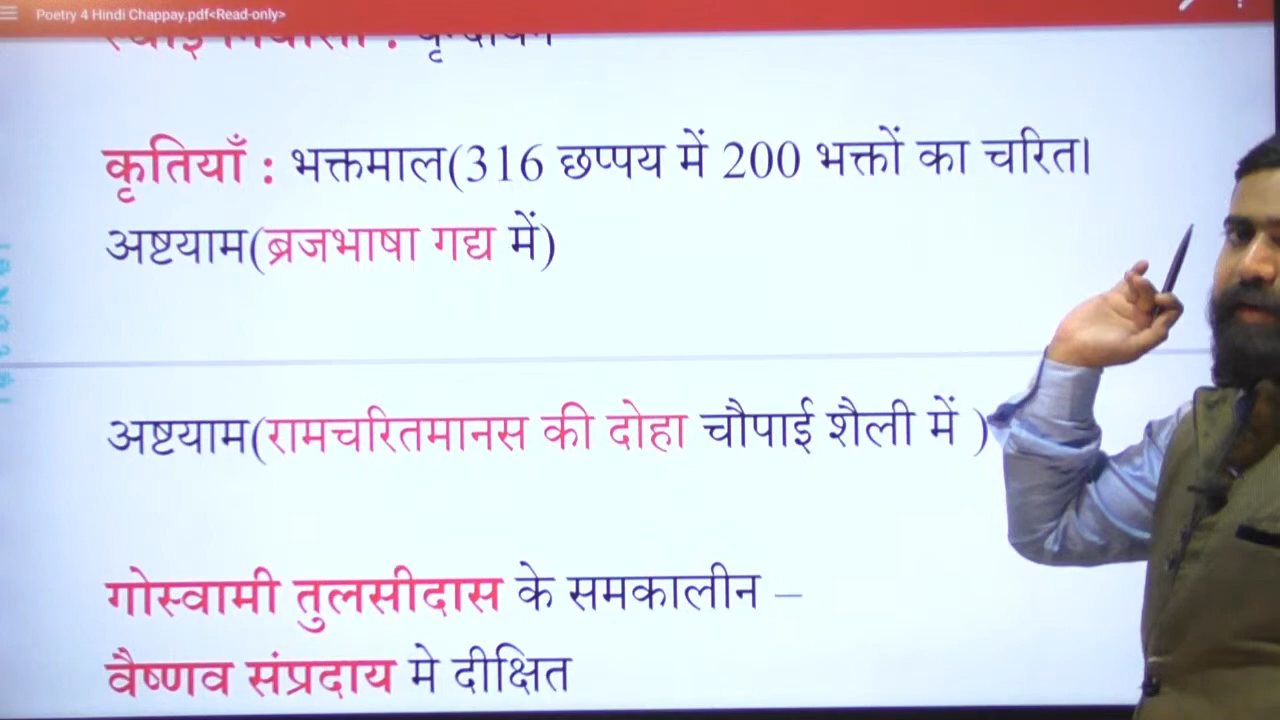 Poetry 4 Hindi Chappay.pdf<Read-only>
कृतियाँ : भक्तमाल(316 छप्पय में 200 भक्तों का चरित।
अष्टयाम(ब्रजभाषा गद्य में)
अष्टयाम(रामचरितमानस की दोहा चौपाई शैली में )
गोस्वामी तुलसीदास के समकालीन –
वैष्णव संप्रदाय मे दीक्षित